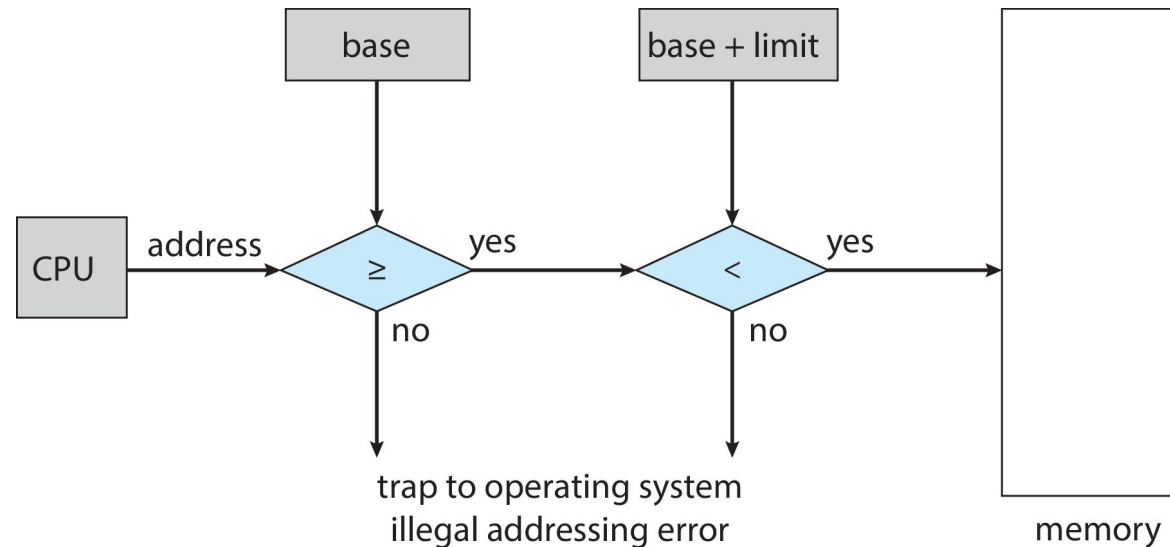 base
base + limit
CPU
address
≥
yes
<
yes
no
no
trap to operating system
illegal addressing error
memory